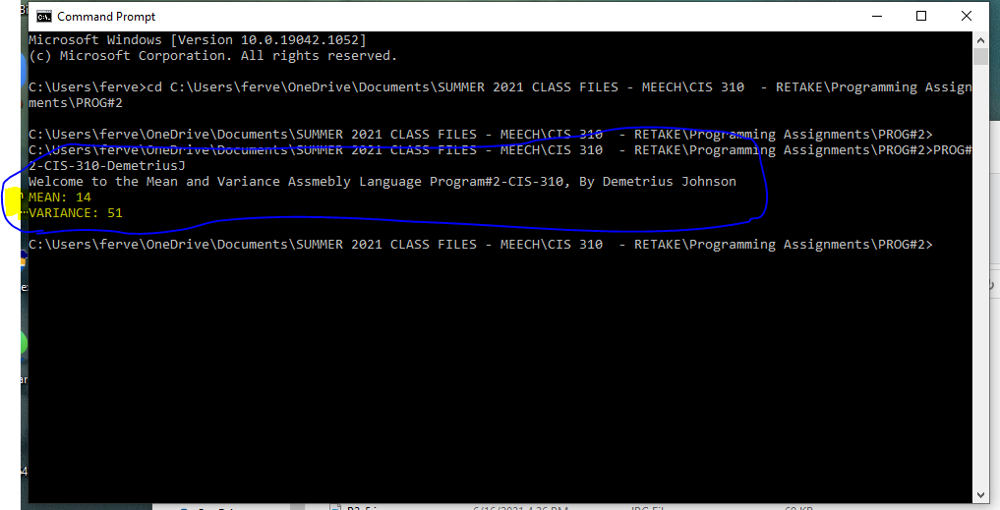 Command Prompt
Microsoft Windows [Version 10.0.19042.1052]
(c) Microsoft Corporation. All rights reserved.
C:\Users\ferve>cd C:\Users\ferve\OneDrive\Documents\SUMMER 2021 CLASS FILES - MEECH\CIS 310  - RETAKE\Programming Assign
ments\PROG#2
C:\Users\ferve\OneDrive\Documents\SUMMER 2021 CLASS FILES - MEECH\CIS 310  - RETAKE\Programming Assignments\PROG#2>
C:\Users\ferve\OneDrive\Documents\SUMMER 2021 CLASS FILES - MEECH\CIS 310  - RETAKE\Programming Assignments\PROG#2>PROG#
2-CIS-310-DemetriusJ
Welcome to the Mean and Variance Assmebly Language Program#2-CIS-310, By Demetrius Johnson
MEAN: 14
VARIANCE: 51
C:\Users\ferve\OneDrive\Documents\SUMMER 2021 CLASS FILES - MEECH\CIS 310  - RETAKE\Programming Assignments\PROG#2>